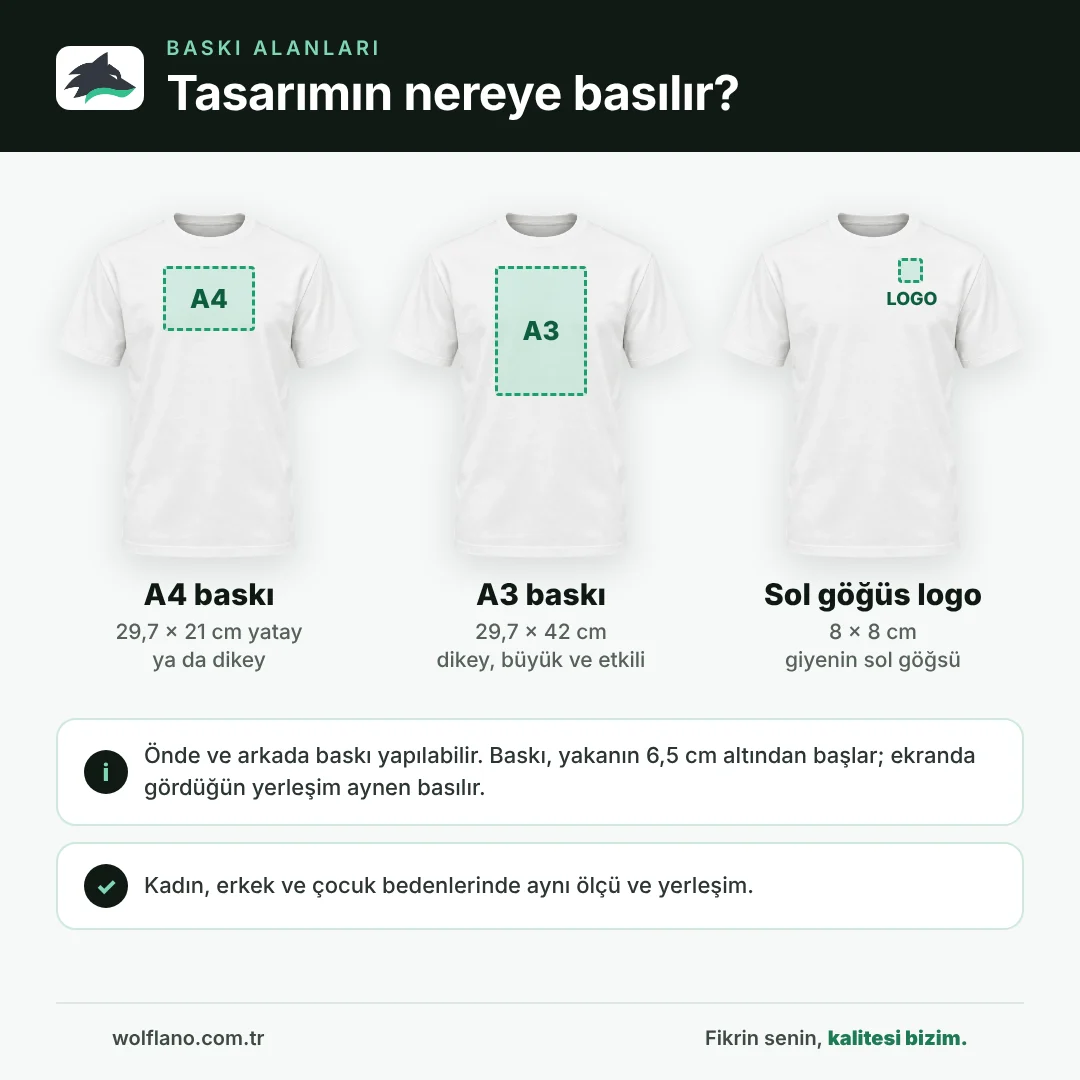 BASKI ALANLARI
Tasarımın nereye basılır?
A4
A3
LOGO
A4 baskı
29,7 × 21 cm yatay
ya da dikey
A3 baskı
29,7 × 42 cm
dikey, büyük ve etkili
Sol göğüs logo
8 × 8 cm
giyenin sol göğsü
Önde ve arkada baskı yapılabilir. Baskı, yakanın 6,5 cm altından başlar; ekranda
gördüğün yerleşim aynen basılır.
Kadın, erkek ve çocuk bedenlerinde aynı ölçü ve yerleşim.
wolflano.com.tr
Fikrin senin, kalitesi bizim.